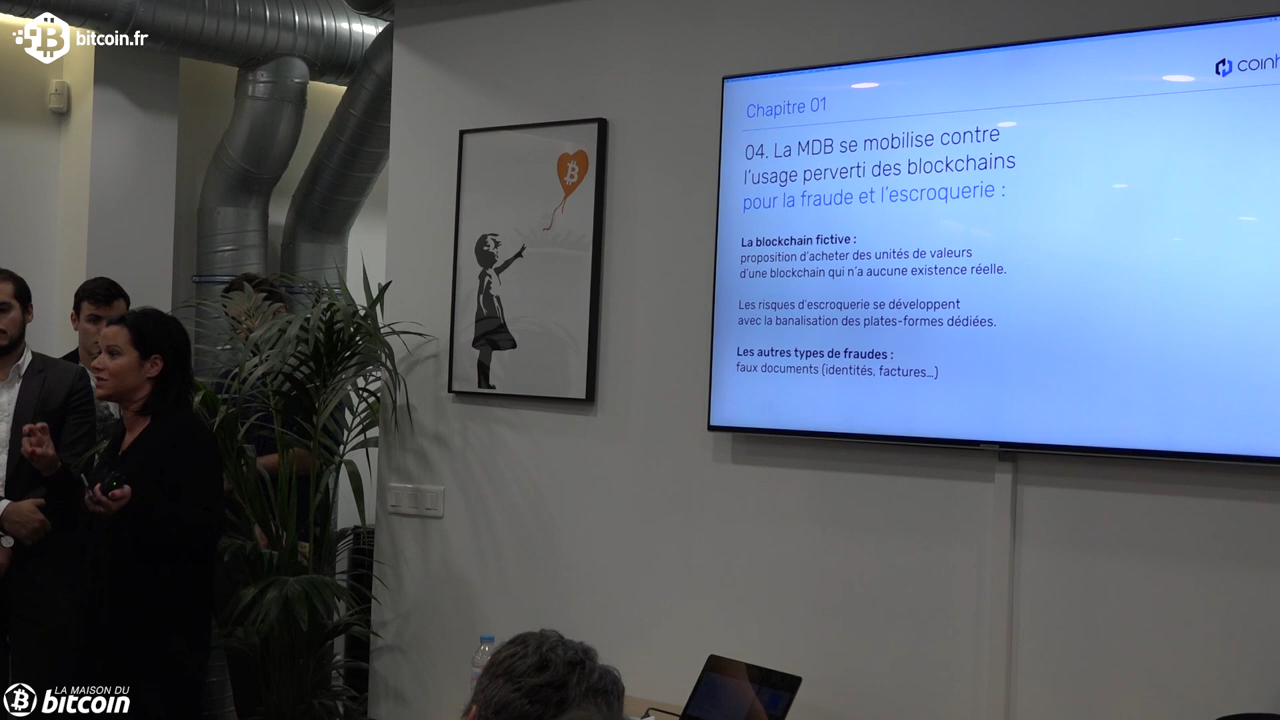 bitcoin.fr
Chapitre 01
04. La MDB se mobilise contre
l'usage perverti des blockchains
pour la fraude et l'escroquerie :
La blockchain fictive :
proposition d'acheter des unités de valeurs
d'une blockchain qui n'a aucune existence réelle.
Les risques d'escroquerie se développent
avec la banalisation des plates-formes dédiées.
Les autres types de fraudes :
faux documents (identités, factures...)
LA MAISON DU
bitcoin